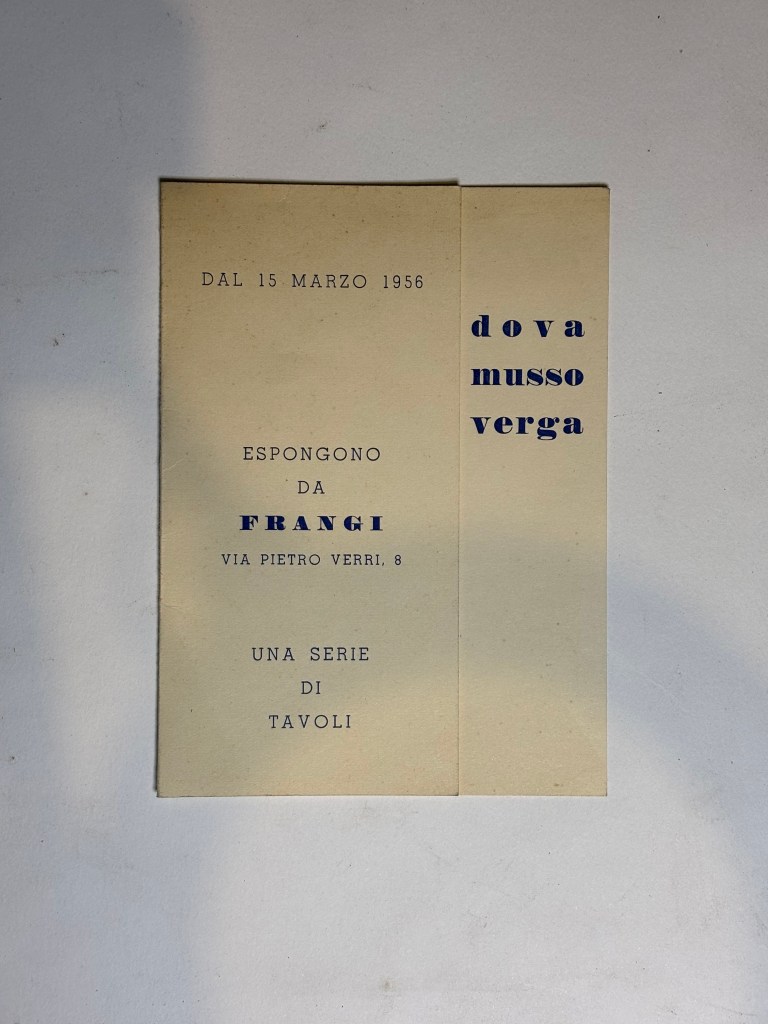 DAL 15 MARZO 1956
dova
musso
verga
ESPONGONO
DA
FRANGI
VIA PIETRO VERRI, 8
UNA SERIE
DI
TAVOLI